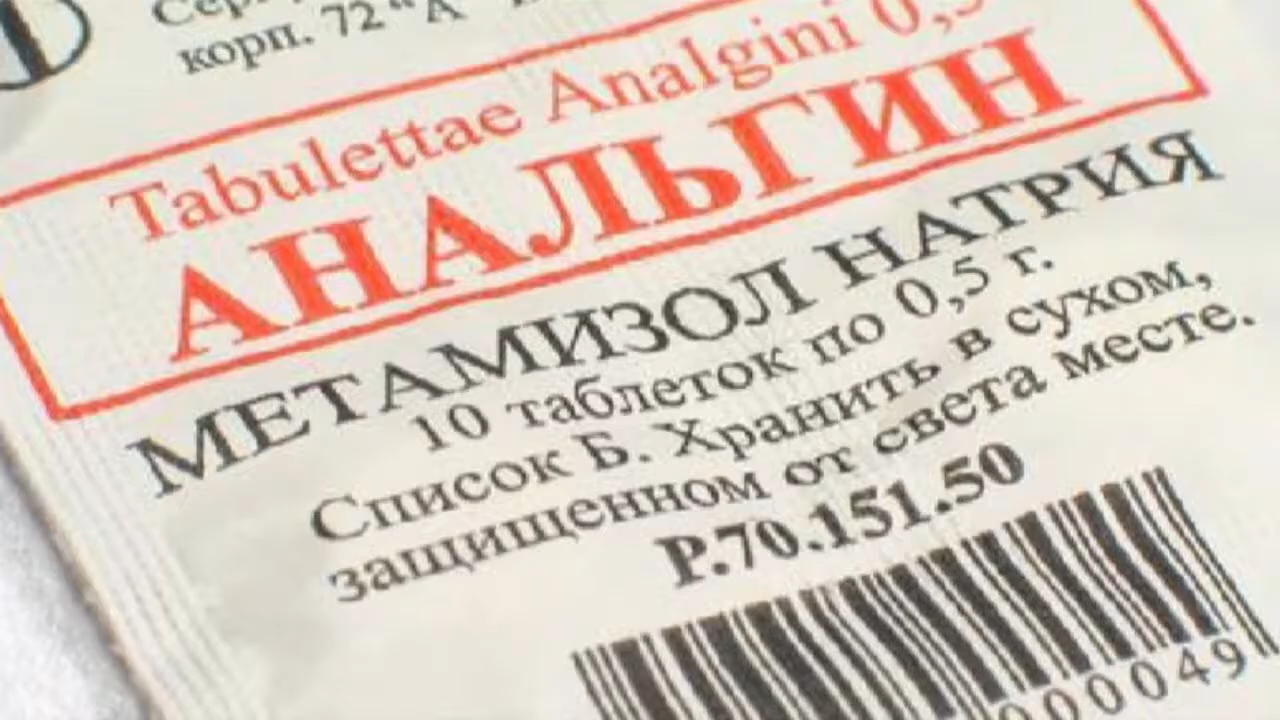 корп. 72 "А"
Tabulettae Analgini 0,5
АНАЛЬГИН
МЕТАМИЗОЛ НАТРИЯ
10 таблеток по 0,5 г.
Список Б. Хранить в сухом,
защищенном от света месте.
Р.70.151.50
00049